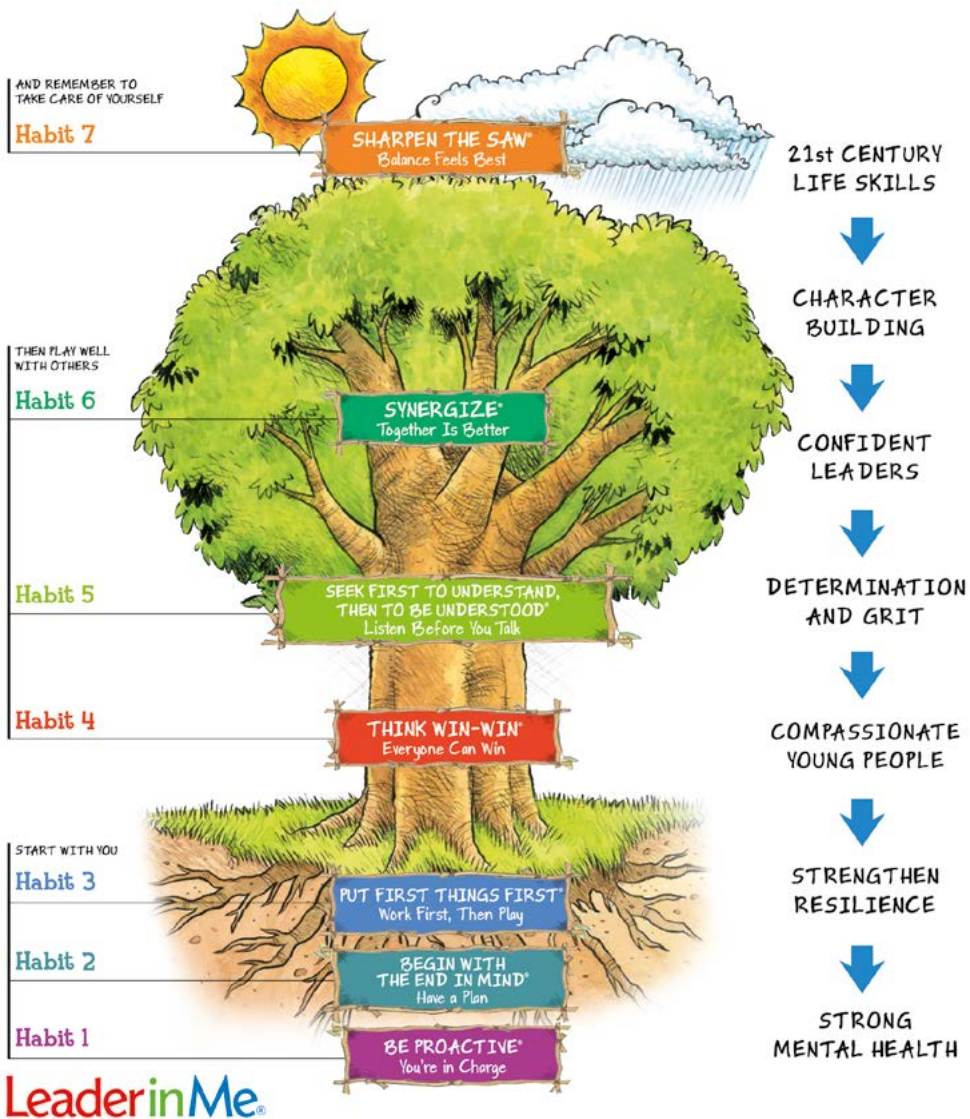 AND REMEMBER TO
TAKE CARE OF YOURSELF
Habit 7
SHARPEN THE SAW®
Balance Feels Best
THEN PLAY WELL
WITH OTHERS
Habit 6
SYNERGIZE®
Together Is Better
Habit 5
SEEK FIRST TO UNDERSTAND,
THEN TO BE UNDERSTOOD®
Listen Before You Talk
Habit 4
THINK WIN-WIN®
Everyone Can Win
START WITH YOU
Habit 3
PUT FIRST THINGS FIRST®
Work First, Then Play
Habit 2
BEGIN WITH
THE END IN MIND®
Have a Plan
Habit 1
BE PROACTIVE®
You're in Charge
LeaderinMe®
21st CENTURY
LIFE SKILLS
CHARACTER
BUILDING
CONFIDENT
LEADERS
DETERMINATION
AND GRIT
COMPASSIONATE
YOUNG PEOPLE
STRENGTHEN
RESILIENCE
STRONG
MENTAL HEALTH